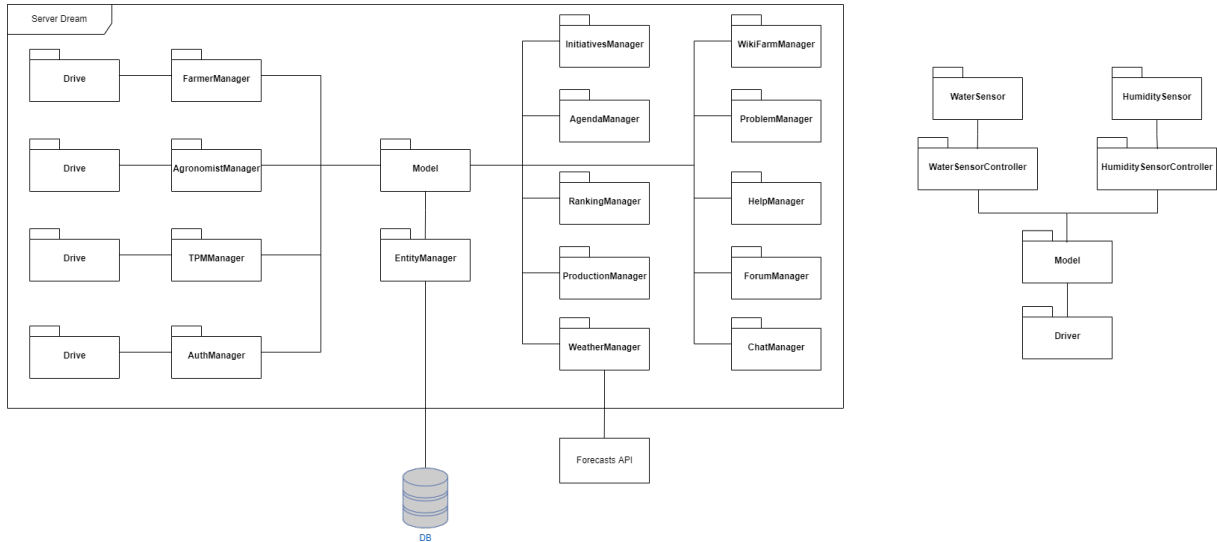 Server Dream
InitiativesManager
WikiFarmManager
Drive
FarmerManager
WaterSensor
HumiditySensor
AgendaManager
ProblemManager
Drive
AgronomistManager
Model
WaterSensorController
HumiditySensorController
RankingManager
HelpManager
Drive
TPMManager
EntityManager
Model
ProductionManager
ForumManager
Driver
Drive
AuthManager
WeatherManager
ChatManager
Forecasts API
DB